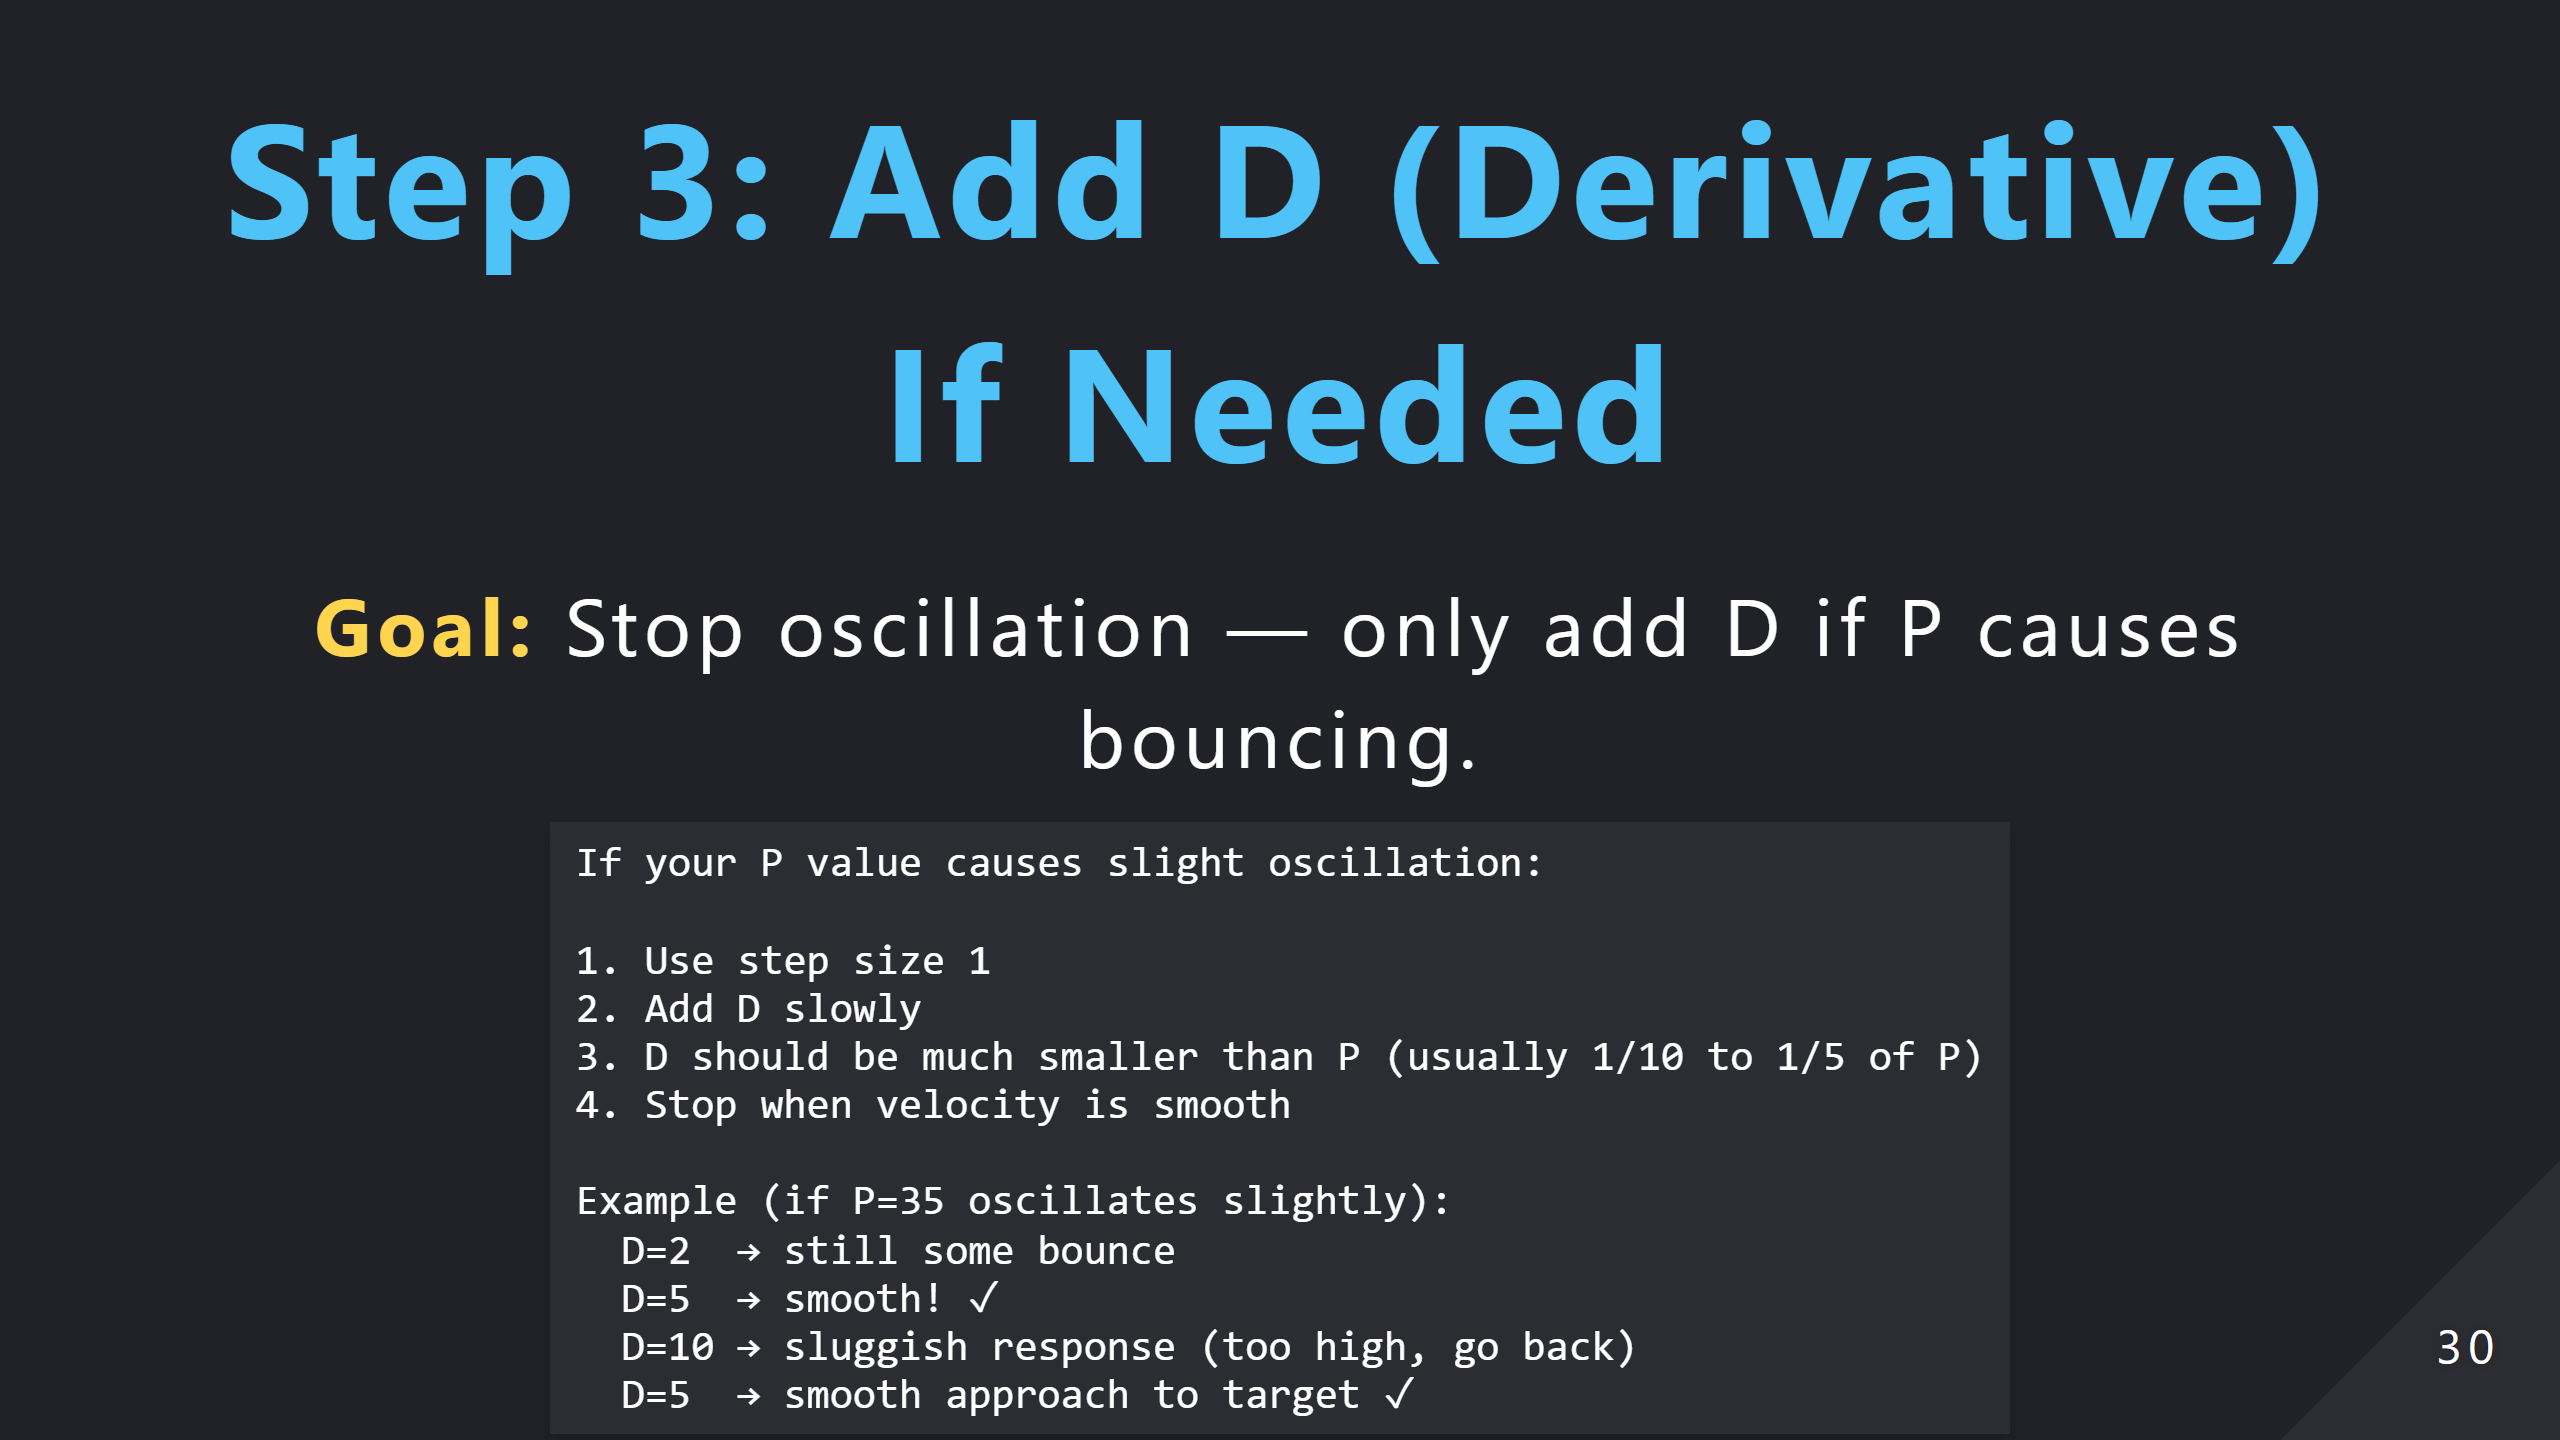 Step 3: Add D (Derivative)
If Needed
Goal: Stop oscillation — only add D if P causes
bouncing.
If your P value causes slight oscillation:
1. Use step size 1
2. Add D slowly
3. D should be much smaller than P (usually 1/10 to 1/5 of P)
4. Stop when velocity is smooth
Example (if P=35 oscillates slightly):
D=2 → still some bounce
D=5 → smooth! ✓
D=10 → sluggish response (too high, go back)
D=5 → smooth approach to target ✓
30